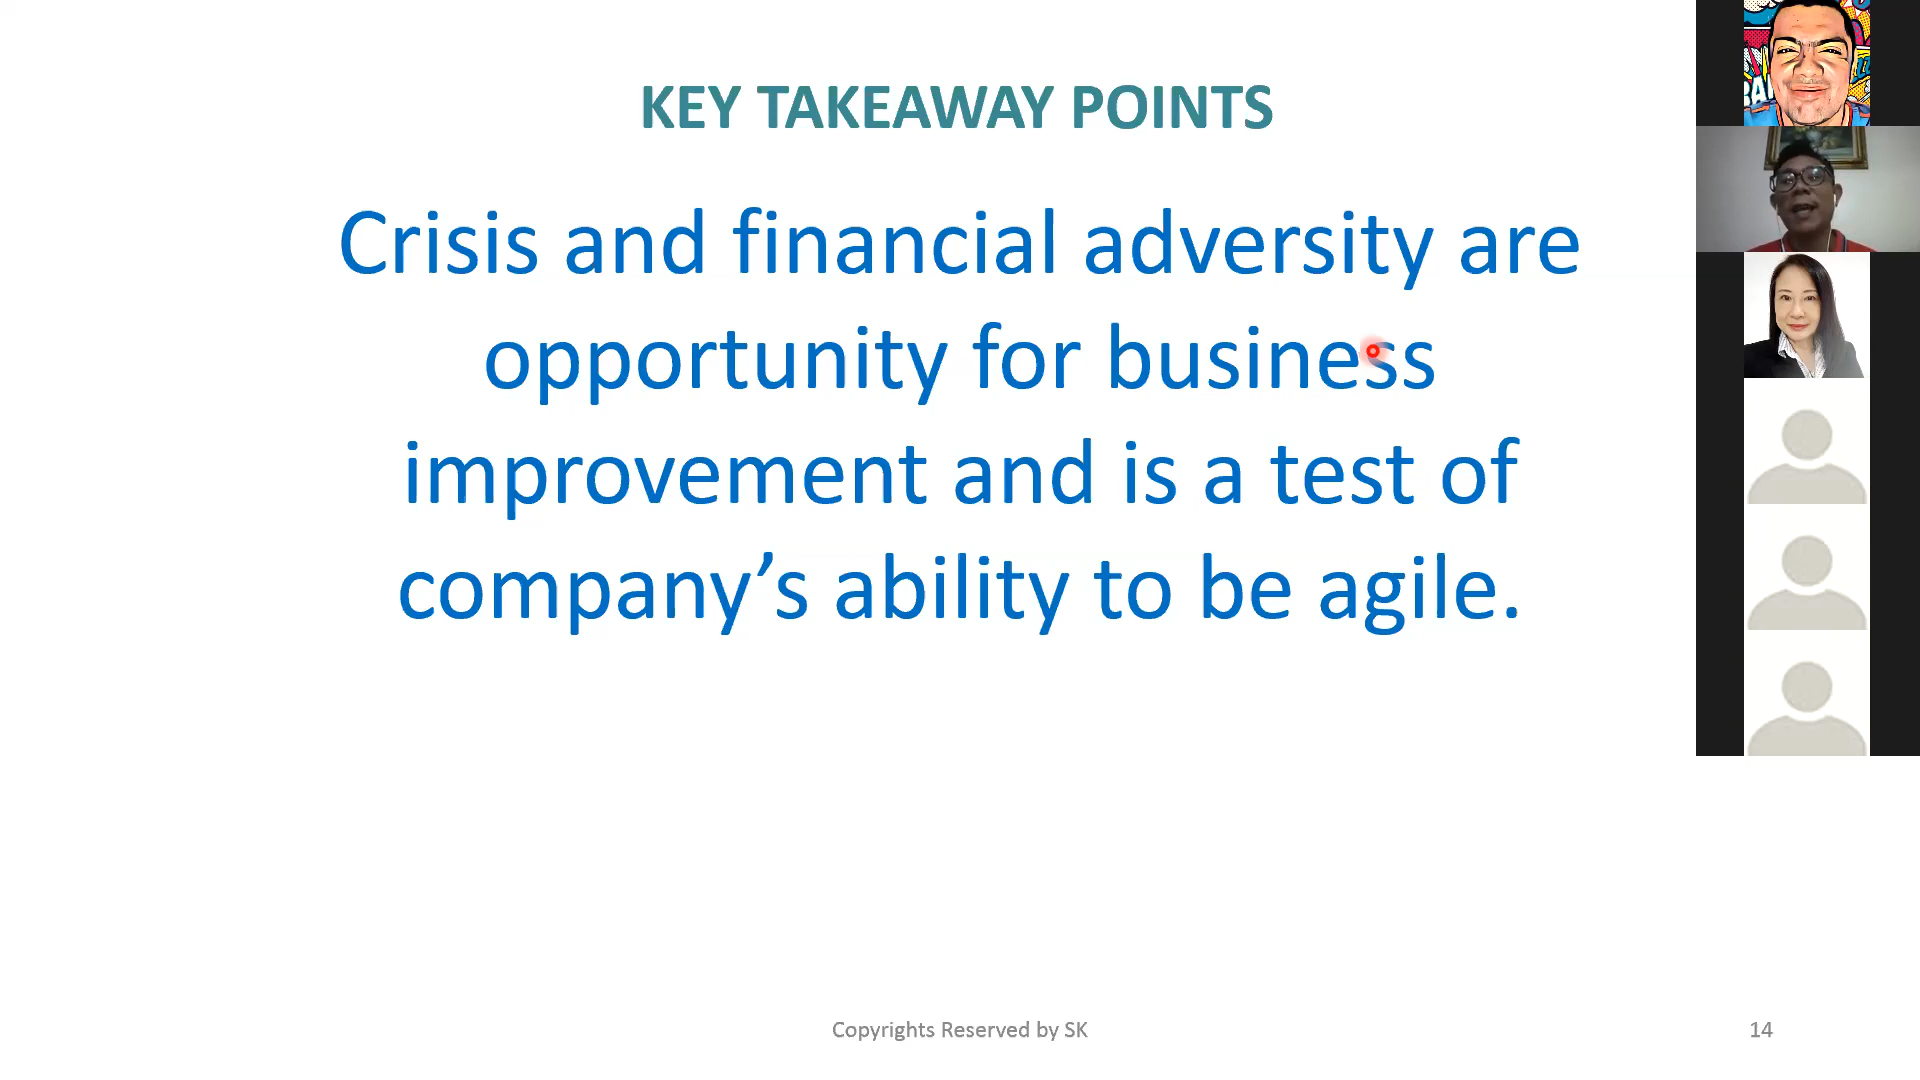 KEY TAKEAWAY POINTS
Crisis and financial adversity are
opportunity for business
improvement and is a test of
company’s ability to be agile.
Copyrights Reserved by SK
14